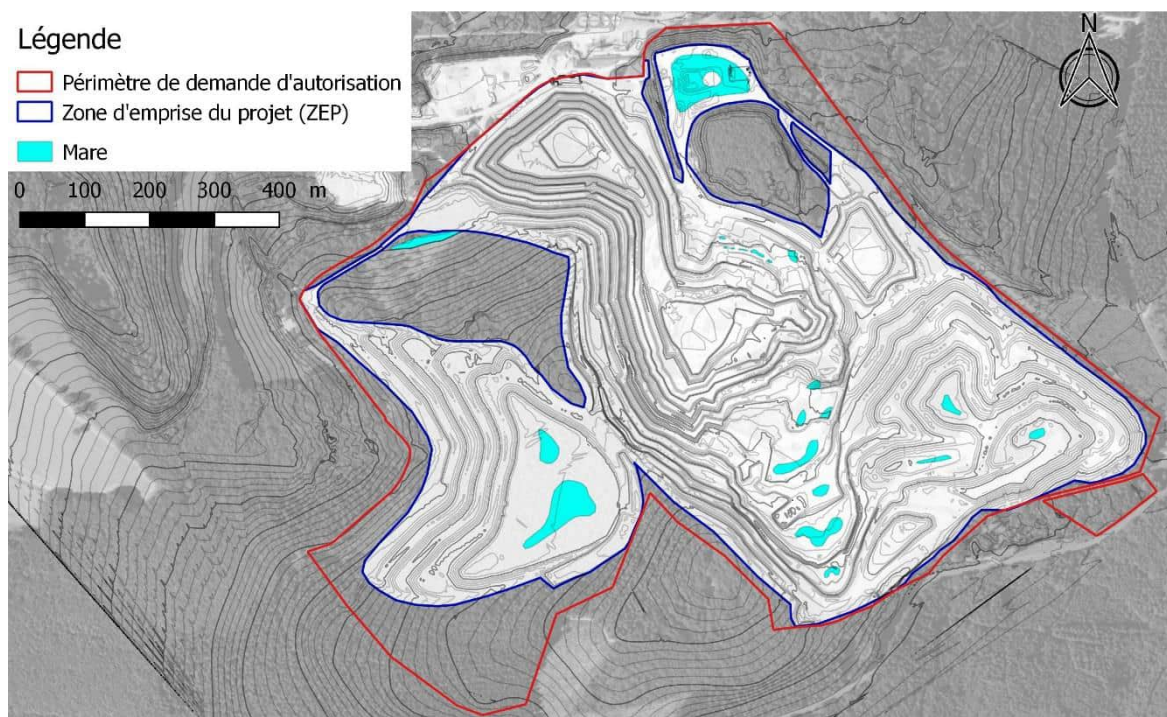 Légende
Périmètre de demande d'autorisation
Zone d'emprise du projet (ZEP)
Mare
0 100 200 300 400 m
N